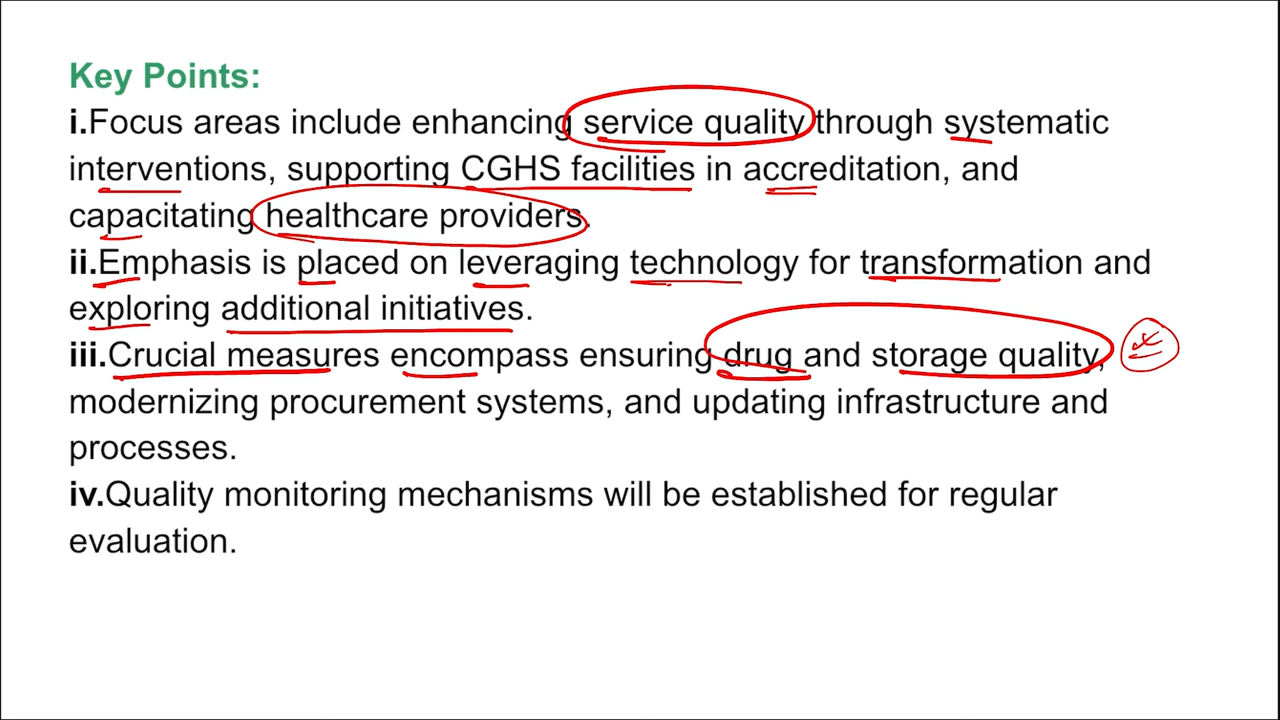 Key Points:
i.Focus areas include enhancing service quality through systematic
interventions, supporting CGHS facilities in accreditation, and
capacitating healthcare providers.
ii.Emphasis is placed on leveraging technology for transformation and
exploring additional initiatives.
iii.Crucial measures encompass ensuring drug and storage quality,
modernizing procurement systems, and updating infrastructure and
processes.
iv.Quality monitoring mechanisms will be established for regular
evaluation.